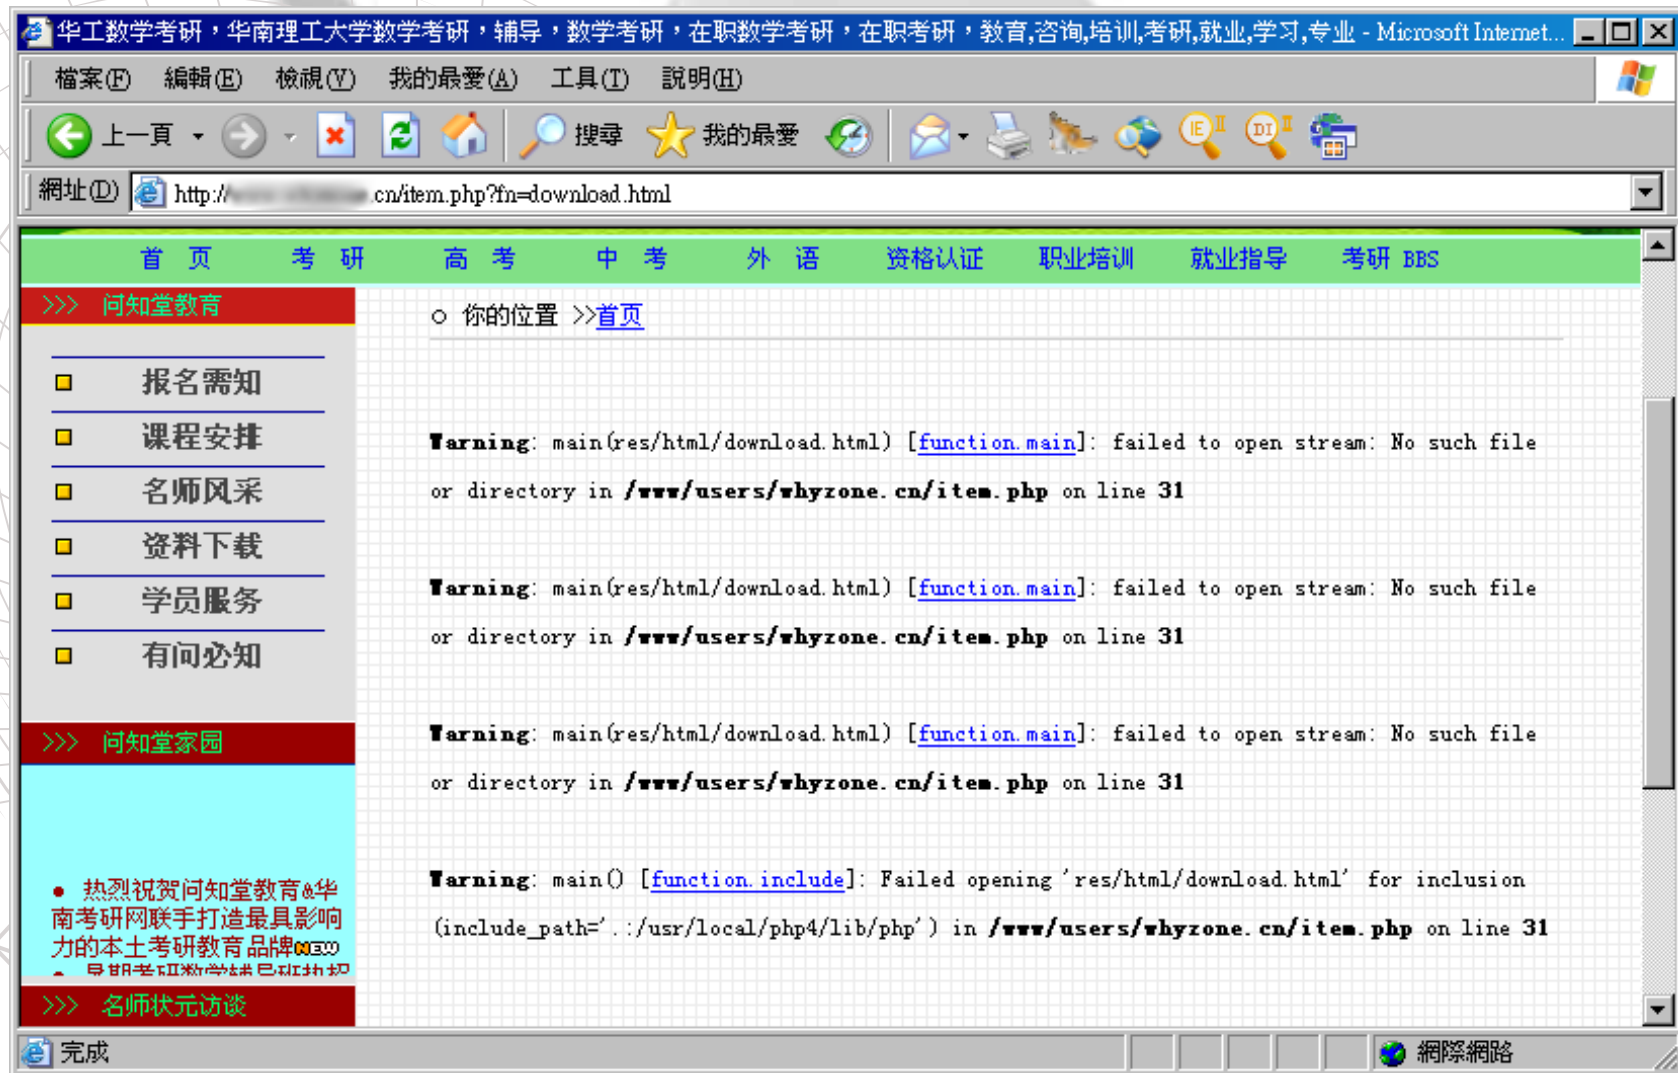 华工数学考研，华南理工大学数学考研，辅导，数学考研，在职数学考研，在职考研，教育,咨询,培训,考研,就业,学习,专业 - Microsoft Internet...
檔案(F) 編輯(E) 檢視(V) 我的最愛(A) 工具(T) 說明(H)
上一頁 搜尋 我的最愛
網址(D) http:// .cn/item.php?fn=download.html
首 页 考 研 高 考 中 考 外 语 资格认证 职业培训 就业指导 考研 BBS
>>> 问知堂教育
○ 你的位置 >>首页
报名需知
课程安排
名师风采
资料下载
学员服务
有问必知
Warning: main(res/html/download.html) [function.main]: failed to open stream: No such file
or directory in /www/users/whyzone.cn/item.php on line 31
Warning: main(res/html/download.html) [function.main]: failed to open stream: No such file
or directory in /www/users/whyzone.cn/item.php on line 31
Warning: main(res/html/download.html) [function.main]: failed to open stream: No such file
or directory in /www/users/whyzone.cn/item.php on line 31
Warning: main() [function.include]: Failed opening 'res/html/download.html' for inclusion
(include_path='.:/usr/local/php4/lib/php') in /www/users/whyzone.cn/item.php on line 31
>>> 问知堂家园
● 热烈祝贺问知堂教育&华
南考研网联手打造最具影响
力的本土考研教育品牌NEW
>>> 名师状元访谈
完成 網際網路